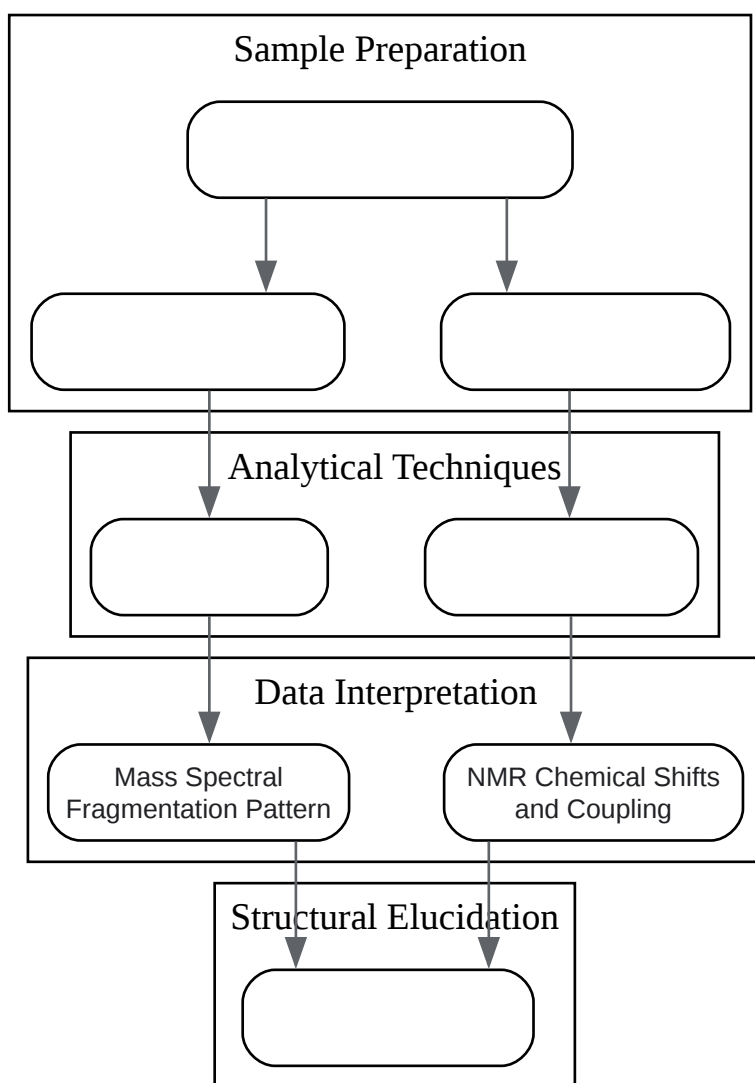 Sample Preparation
Analytical Techniques
Data Interpretation
Mass Spectral
Fragmentation Pattern
NMR Chemical Shifts
and Coupling
Structural Elucidation